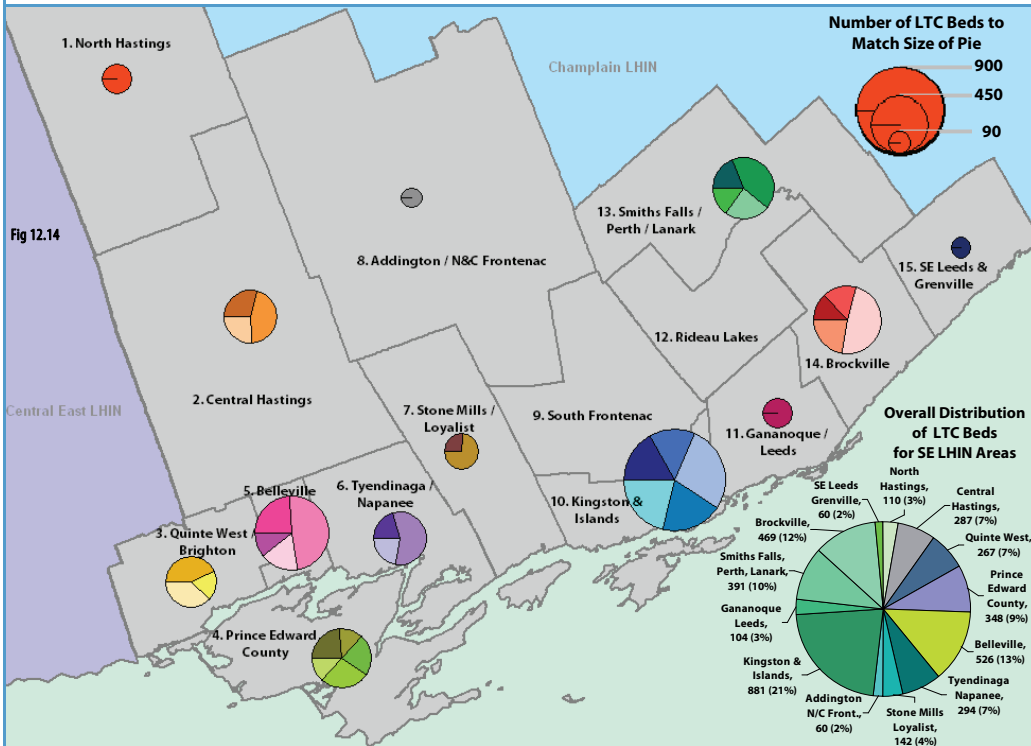 1. North Hastings
Champlain LHIN
Number of LTC Beds to
Match Size of Pie
900
450
90
Fig 12.14
8. Addington / N&C Frontenac
13. Smiths Falls /
Perth / Lanark
15. SE Leeds &
Grenville
12. Rideau Lakes
14. Brockville
Central East LHIN
2. Central Hastings
7. Stone Mills /
Loyalist
9. South Frontenac
11. Gananoque /
Leeds
5. Belleville
6. Tyendinaga /
Napanee
10. Kingston &
Islands
3. Quinte West /
Brighton
4. Prince Edward
County
Overall Distribution
of LTC Beds
for SE LHIN Areas
North
Hastings,
110 (3%)
Central
Hastings,
287 (7%)
Quinte West,
267 (7%)
Prince
Edward
County,
348 (9%)
Belleville,
526 (13%)
Tyendinaga
Napanee,
294 (7%)
Stone Mills
Loyalist,
142 (4%)
Addington
N/C Front.,
60 (2%)
Kingston &
Islands,
881 (21%)
Gananoque
Leeds,
104 (3%)
Smiths Falls,
Perth, Lanark,
391 (10%)
Brockville,
469 (12%)
SE Leeds
Grenville,
60 (2%)